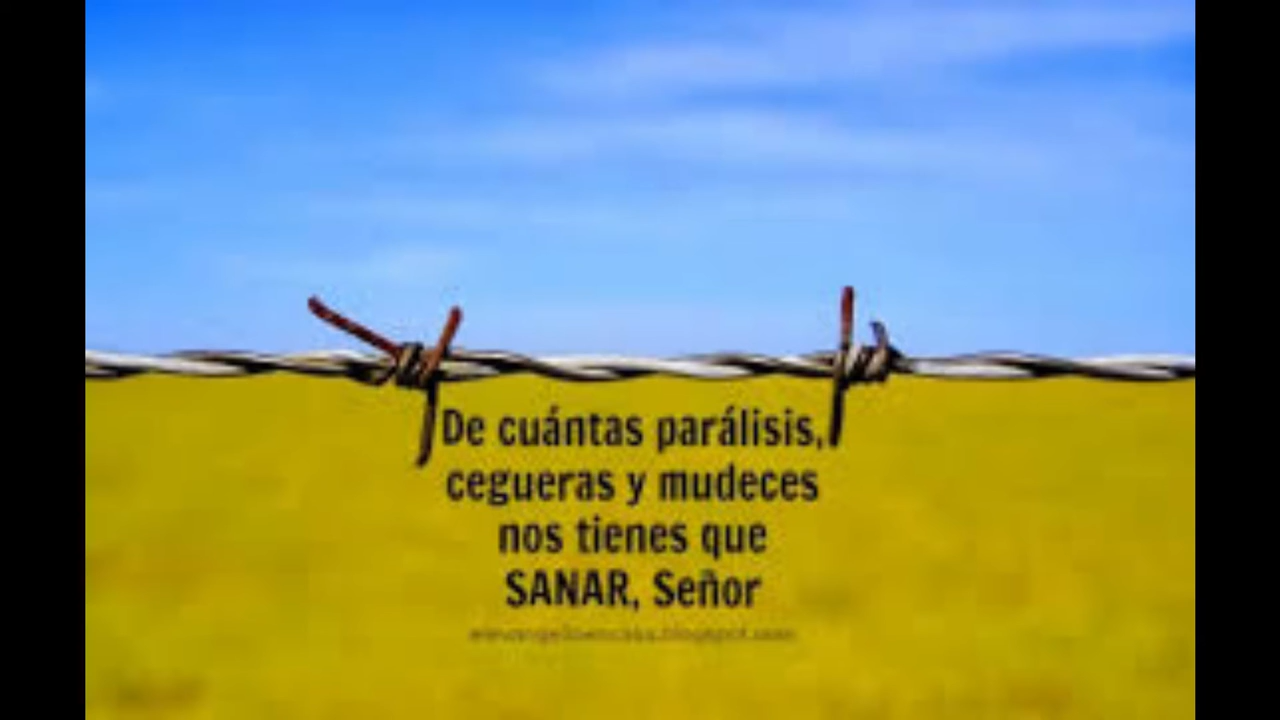 De cuántas parálisis,
cegueras y mudeces
nos tienes que
SANAR, Señor